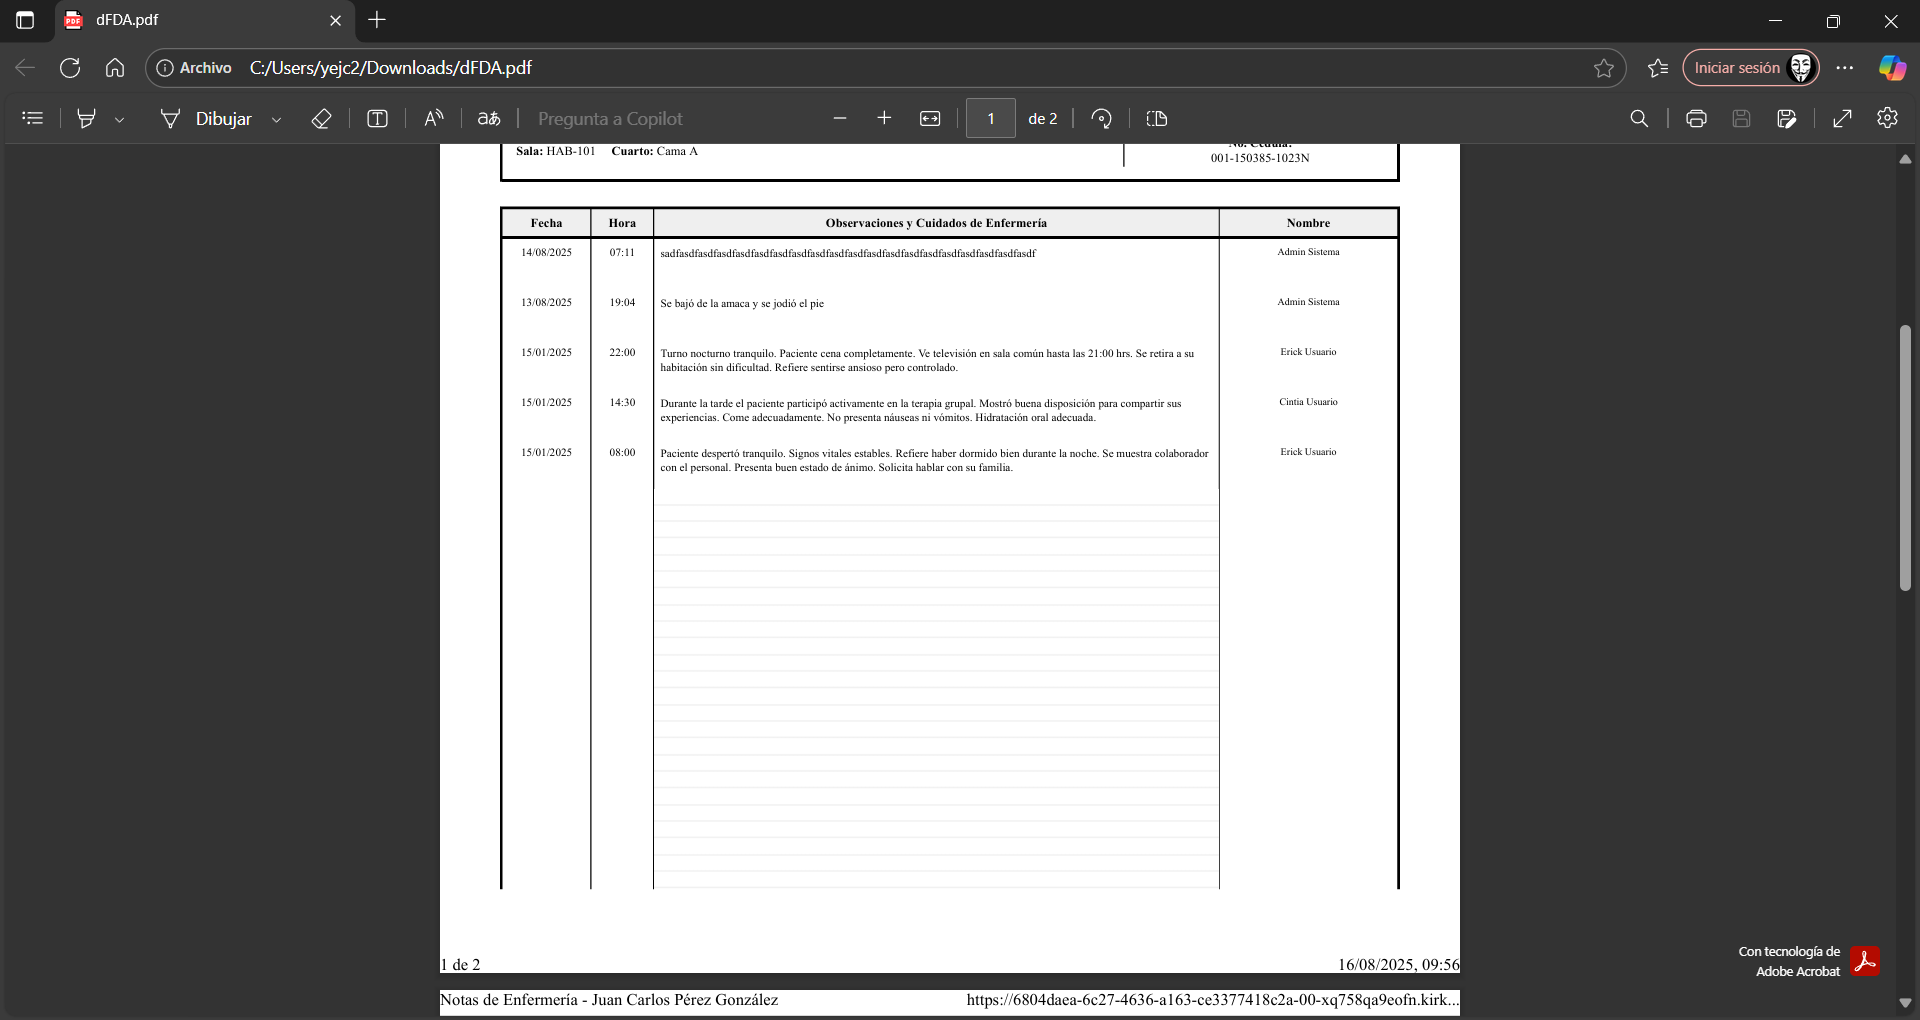 dFDA.pdf
Archivo C:/Users/yejc2/Downloads/dFDA.pdf
Iniciar sesión
Dibujar
Pregunta a Copilot
1 de 2
Sala: HAB-101 Cuarto: Cama A
No. Cédula:
001-150385-1023N
Fecha Hora Observaciones y Cuidados de Enfermería Nombre
14/08/2025 07:11 Admin Sistema
13/08/2025 19:04 Se bajó de la amaca y se jodió el pie Admin Sistema
15/01/2025 22:00 Turno nocturno tranquilo. Paciente cena completamente. Ve televisión en sala común hasta las 21:00 hrs. Se retira a su Erick Usuario
habitación sin dificultad. Refiere sentirse ansioso pero controlado.
15/01/2025 14:30 Durante la tarde el paciente participó activamente en la terapia grupal. Mostró buena disposición para compartir sus Cintia Usuario
experiencias. Come adecuadamente. No presenta náuseas ni vómitos. Hidratación oral adecuada.
15/01/2025 08:00 Paciente despertó tranquilo. Signos vitales estables. Refiere haber dormido bien durante la noche. Se muestra colaborador Erick Usuario
con el personal. Presenta buen estado de ánimo. Solicita hablar con su familia.
1 de 2 16/08/2025, 09:56
Con tecnología de
Adobe Acrobat
Notas de Enfermería - Juan Carlos Pérez González https://6804daea-6c27-4636-a163-ce3377418c2a-00-xq758qa9eofn.kirk...